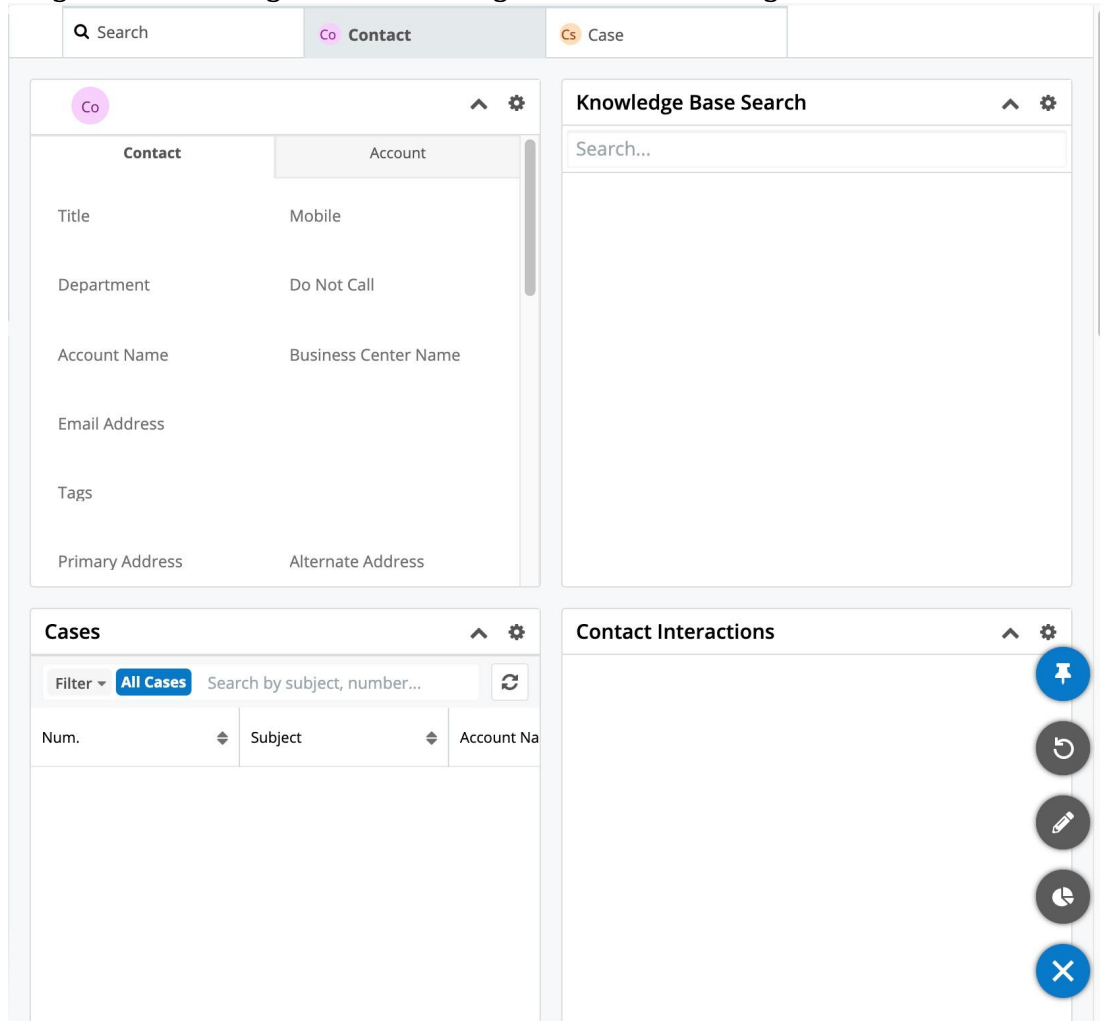 Search
Co Contact
Cs Case
Co
Contact
Account
Title
Mobile
Department
Do Not Call
Account Name
Business Center Name
Email Address
Tags
Primary Address
Alternate Address
Knowledge Base Search
Search...
Cases
Filter All Cases Search by subject, number...
Num.
Subject
Account Na
Contact Interactions